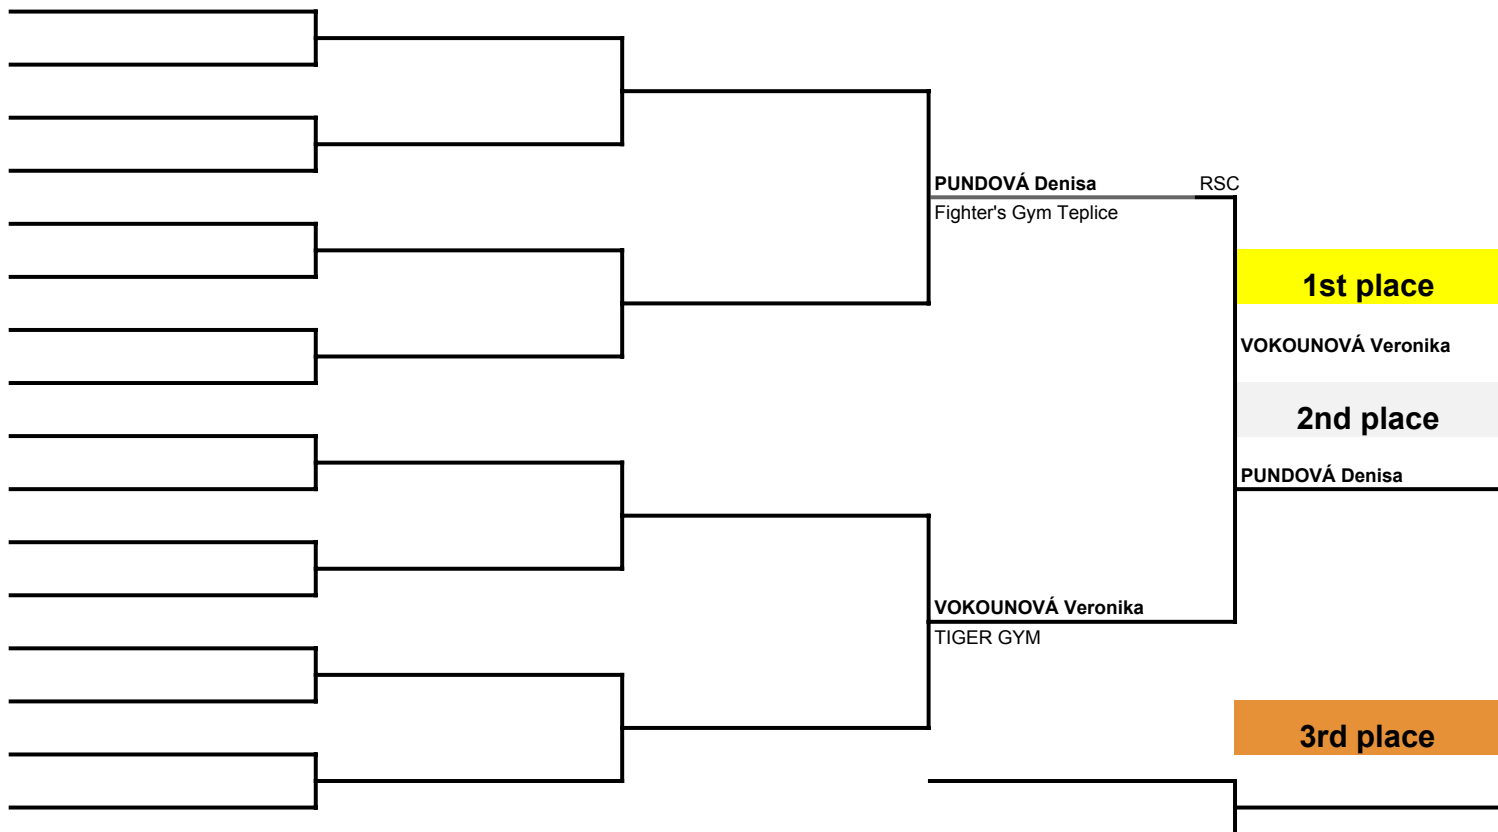 PUNDOVÁ Denisa RSC
Fighter's Gym Teplice
1st place
VOKOUNOVÁ Veronika
2nd place
PUNDOVÁ Denisa
VOKOUNOVÁ Veronika
TIGER GYM
3rd place